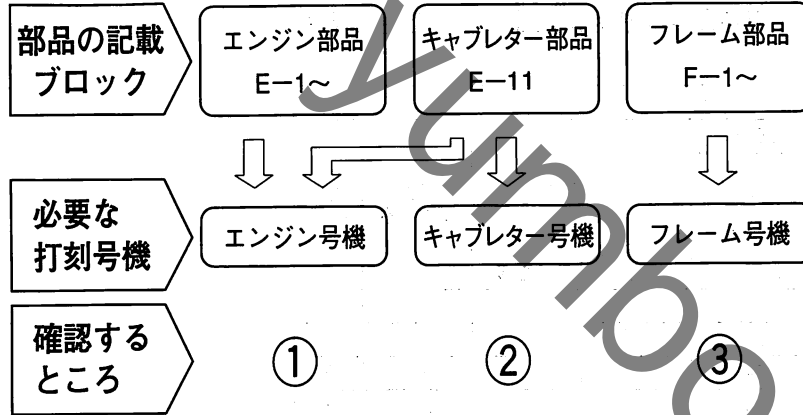 部品の記載
ブロック
エンジン部品
E－1～
キャブレター部品
E－11
フレーム部品
F－1～
必要な
打刻号機
エンジン号機
キャブレター号機
フレーム号機
確認する
ところ
①
②
③
yumbo